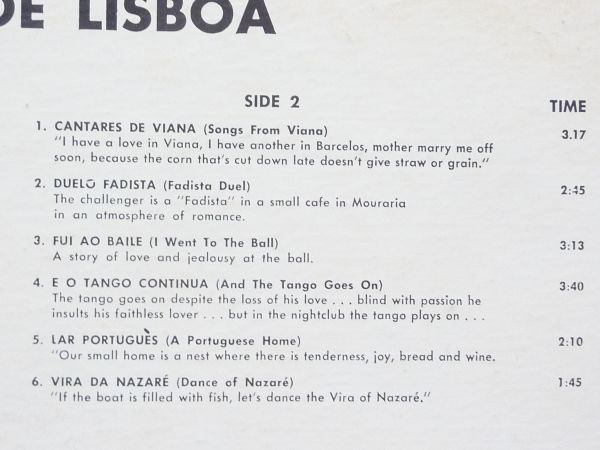 DE LISBOA
SIDE 2 TIME
1. CANTARES DE VIANA (Songs From Viana) 3.17
"I have a love in Viana, I have another in Barcelos, mother marry me off
soon, because the corn that's cut down late doesn't give straw or grain."
2. DUELO FADISTA (Fadista Duel) 2:45
The challenger is a "Fadista" in a small cafe in Mouraria
in an atmosphere of romance.
3. FUI AO BAILE (I Went To The Ball) 3:13
A story of love and jealousy at the ball.
4. E O TANGO CONTINUA (And The Tango Goes On) 3:40
The tango goes on despite the loss of his love . . . blind with passion he
insults his faithless lover . . . but in the nightclub the tango plays on . . .
5. LAR PORTUGUÈS (A Portuguese Home) 2:10
"Our small home is a nest where there is tenderness, joy, bread and wine.
6. VIRA DA NAZARÉ (Dance of Nazaré) 1:45
"If the boat is filled with fish, let's dance the Vira of Nazaré."